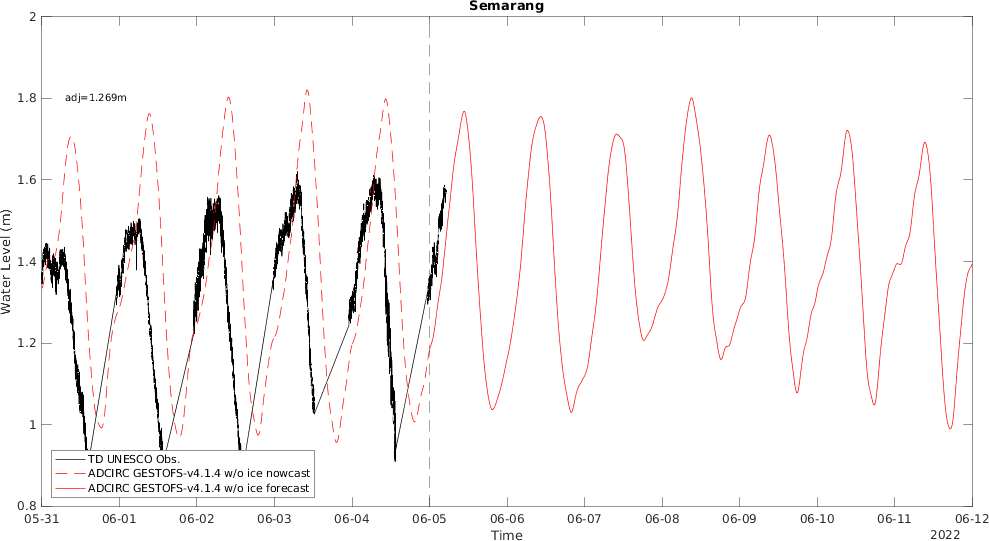 Semarang
2
1.8
1.6
1.4
1.2
1
0.8
Water Level (m)
adj=1.269m
TD UNESCO Obs.
ADCIRC GESTOFS-v4.1.4 w/o ice nowcast
ADCIRC GESTOFS-v4.1.4 w/o ice forecast
05-31 06-01 06-02 06-03 06-04 06-05 06-06 06-07 06-08 06-09 06-10 06-11 06-12
Time
2022